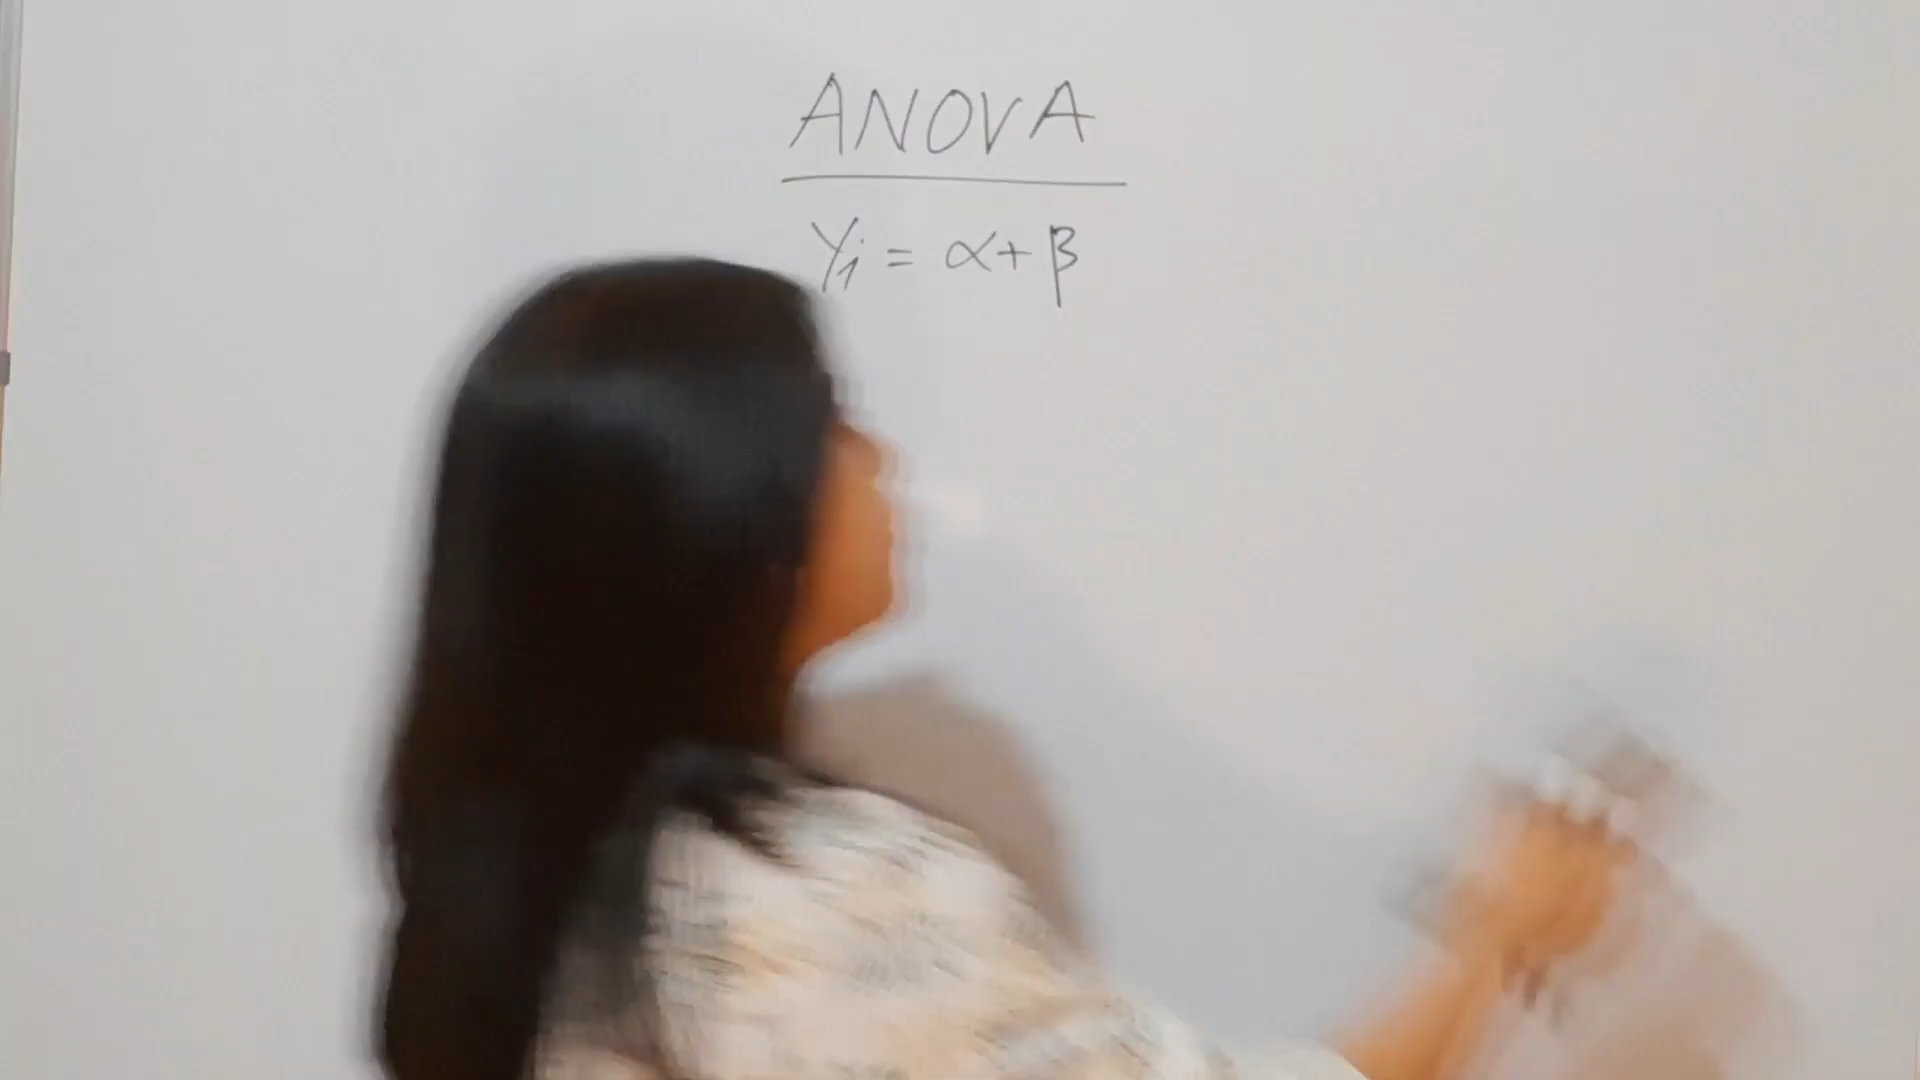 ANOVA
Yi = α + β